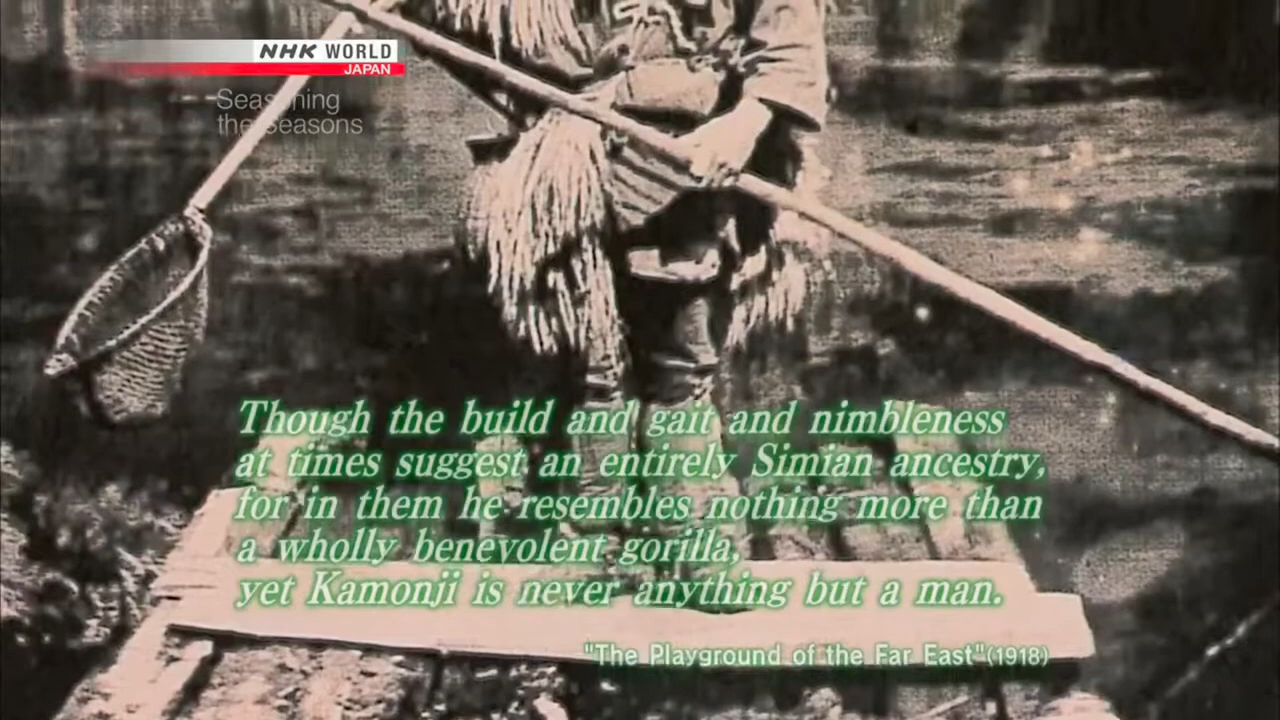 NHK WORLD
JAPAN
Seasoning
the Seasons
Though the build and gait and nimbleness
at times suggest an entirely Simian ancestry,
for in them he resembles nothing more than
a wholly benevolent gorilla,
yet Kamonji is never anything but a man.
"The Playground of the Far East"(1918)